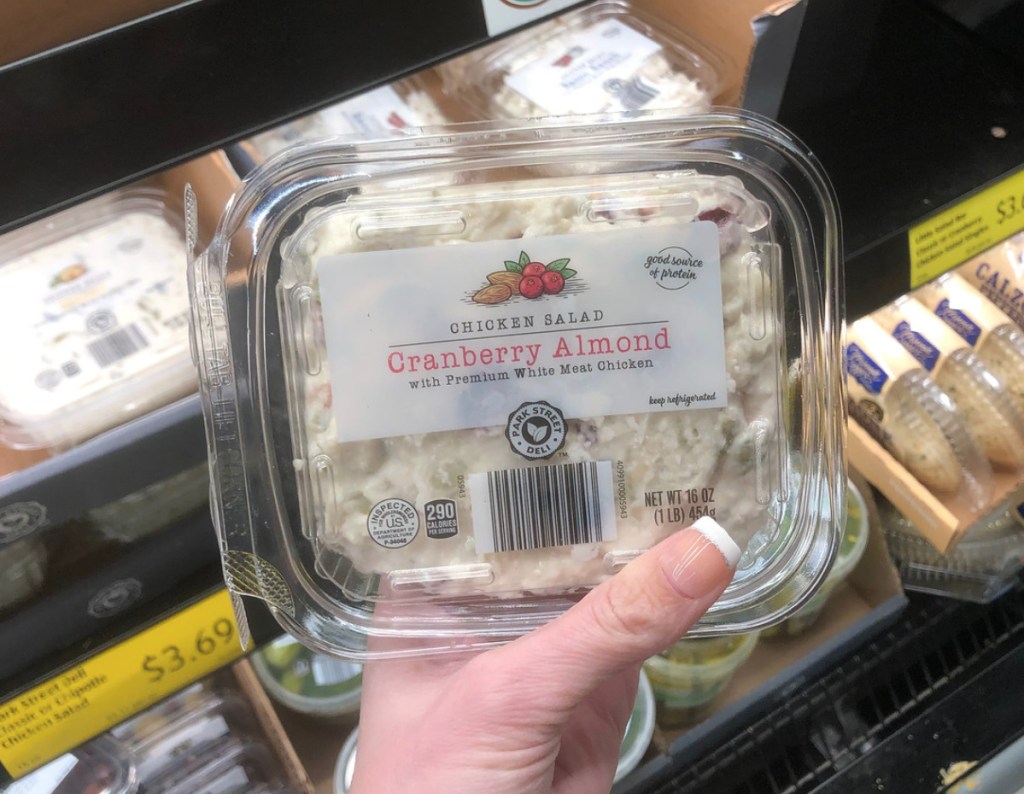 good source
of protein
CHICKEN SALAD
Cranberry Almond
with Premium White Meat Chicken
keep refrigerated
PARK STREET
DELI
TM
INSPECTED
U.S.
DEPARTMENT OF
AGRICULTURE
P-34048
290
CALORIES
PER SERVING
NET WT 16 OZ
(1 LB) 454g
$3.69
Park Street Deli
Classic or Chipotle
Chicken Salad
$3.
CALZ